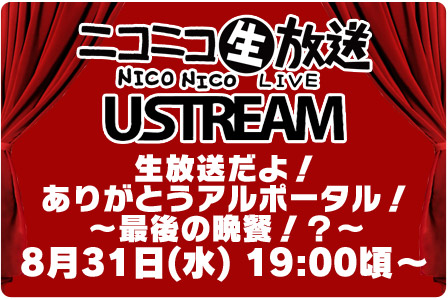 ニコニコ生放送
NICO NICO LIVE
USTREAM
生放送だよ！
ありがとうアルポータル！
～最後の晩餐！？～
8月31日(水) 19:00頃～